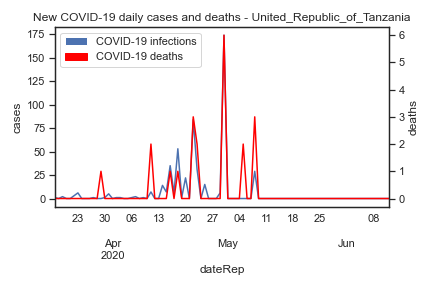 New COVID-19 daily cases and deaths - United_Republic_of_Tanzania
COVID-19 infections
COVID-19 deaths
cases
175
150
125
100
75
50
25
0
deaths
6
5
4
3
2
1
0
23 30 06 13 20 27 04 11 18 25 08
Apr May Jun
2020
dateRep